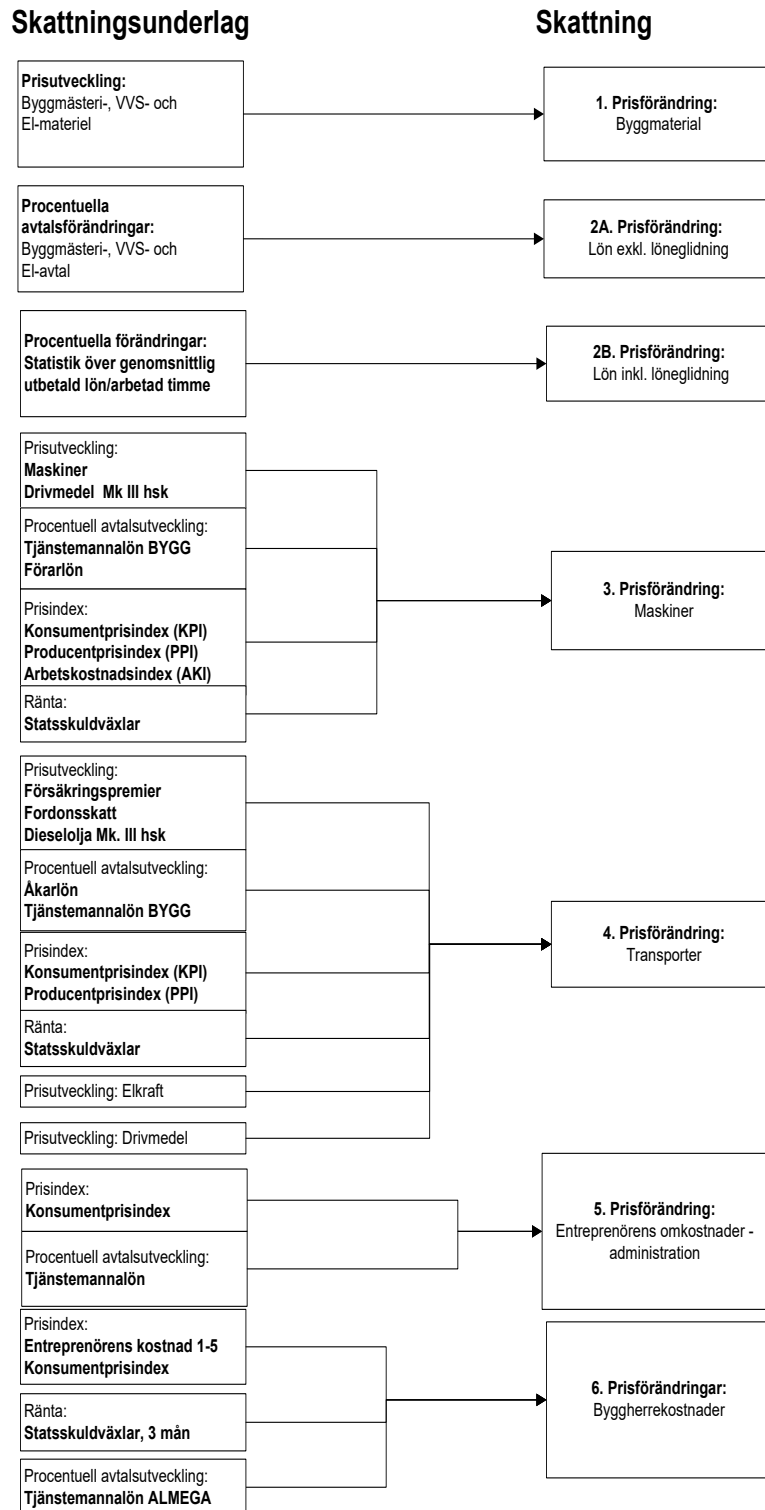 Skattningsunderlag
Skattning
Prisutveckling:
Byggmästeri-, VVS- och
El-materiel
1. Prisförändring:
Byggmaterial
Procentuella
avtalsförändringar:
Byggmästeri-, VVS- och
El-avtal
2A. Prisförändring:
Lön exkl. löneglidning
Procentuella förändringar:
Statistik över genomsnittlig
utbetald lön/arbetad timme
2B. Prisförändring:
Lön inkl. löneglidning
Prisutveckling:
Maskiner
Drivmedel Mk III hsk
Procentuell avtalsutveckling:
Tjänstemannalön BYGG
Förarlön
Prisindex:
Konsumentprisindex (KPI)
Producentprisindex (PPI)
Arbetskostnadsindex (AKI)
Ränta:
Statsskuldväxlar
3. Prisförändring:
Maskiner
Prisutveckling:
Försäkringspremier
Fordonsskatt
Dieselolja Mk. III hsk
Procentuell avtalsutveckling:
Åkarlön
Tjänstemannalön BYGG
Prisindex:
Konsumentprisindex (KPI)
Producentprisindex (PPI)
Ränta:
Statsskuldväxlar
Prisutveckling: Elkraft
Prisutveckling: Drivmedel
4. Prisförändring:
Transporter
Prisindex:
Konsumentprisindex
Procentuell avtalsutveckling:
Tjänstemannalön
5. Prisförändring:
Entreprenörens omkostnader -
administration
Prisindex:
Entreprenörens kostnad 1-5
Konsumentprisindex
Ränta:
Statsskuldväxlar, 3 mån
Procentuell avtalsutveckling:
Tjänstemannalön ALMEGA
6. Prisförändringar:
Byggherrekostnader